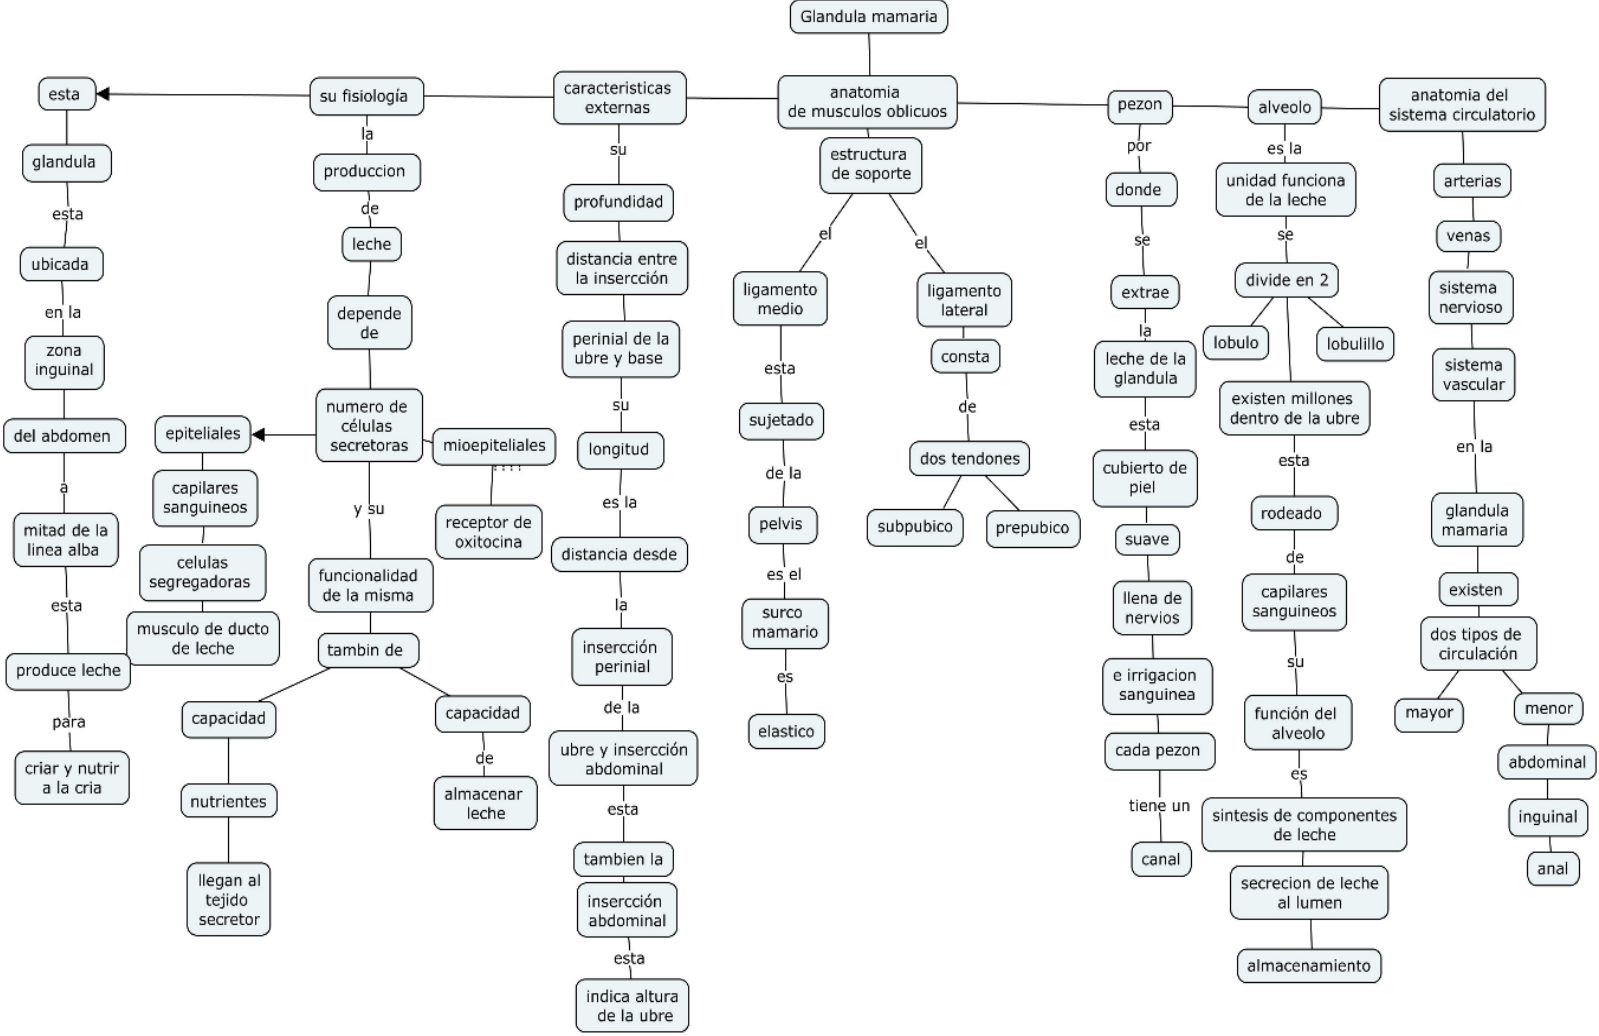 Glandula mamaria
esta
su fisiología
caracteristicas
externas
anatomia
de musculos oblicuos
pezon
alveolo
anatomia del
sistema circulatorio
glandula
esta
ubicada
en la
zona
inguinal
del abdomen
a
mitad de la
linea alba
esta
produce leche
para
criar y nutrir
a la cria
la
produccion
de
leche
depende
de
numero de
células
secretoras
epiteliales
capilares
sanguineos
celulas
segregadoras
musculo de ducto
de leche
mioepiteliales
receptor de
oxitocina
y su
funcionalidad
de la misma
tambin de
capacidad
nutrientes
llegan al
tejido
secretor
capacidad
de
almacenar
leche
su
profundidad
distancia entre
la insercción
perinial de la
ubre y base
su
longitud
es la
distancia desde
la
insercción
perinial
de la
ubre y insercción
abdominal
esta
tambien la
insercción
abdominal
esta
indica altura
de la ubre
estructura
de soporte
el
ligamento
medio
esta
sujetado
de la
pelvis
es el
surco
mamario
es
elastico
el
ligamento
lateral
consta
de
dos tendones
subpubico
prepubico
por
donde
se
extrae
la
leche de la
glandula
esta
cubierto de
piel
suave
llena de
nervios
e irrigacion
sanguinea
cada pezon
tiene un
canal
es la
unidad funciona
de la leche
se
divide en 2
lobulo
lobulillo
existen millones
dentro de la ubre
esta
rodeado
de
capilares
sanguineos
su
función del
alveolo
es
sintesis de componentes
de leche
secrecion de leche
al lumen
almacenamiento
arterias
venas
sistema
nervioso
sistema
vascular
en la
glandula
mamaria
existen
dos tipos de
circulación
mayor
menor
abdominal
inguinal
anal